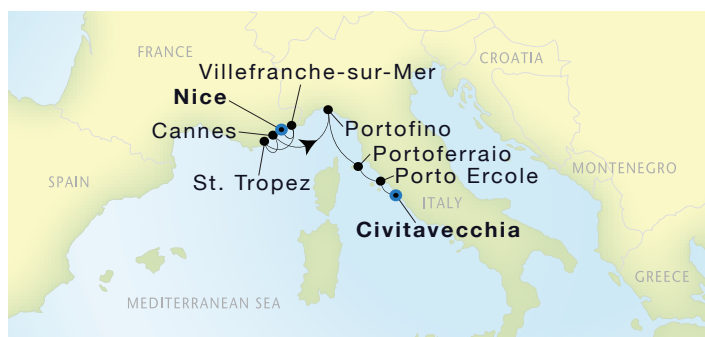 FRANCE
CROATIA
Villefranche-sur-Mer
Nice
Cannes
Portofino
Portoferraio
MONTENEGRO
SPAIN
St. Tropez
Porto Ercole
ITALY
Civitavecchia
GREECE
MEDITERRANEAN SEA